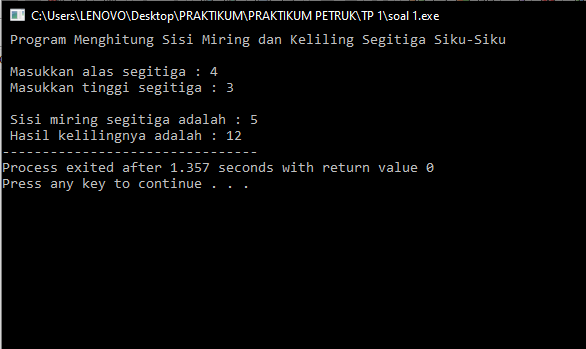 C:\Users\LENOVO\Desktop\PRAKTIKUM\PRAKTIKUM PETRUK\TP 1\soal 1.exe
Program Menghitung Sisi Miring dan Keliling Segitiga Siku-Siku
Masukkan alas segitiga : 4
Masukkan tinggi segitiga : 3
Sisi miring segitiga adalah : 5
Hasil kelilingnya adalah : 12
--------------------------------
Process exited after 1.357 seconds with return value 0
Press any key to continue . . .